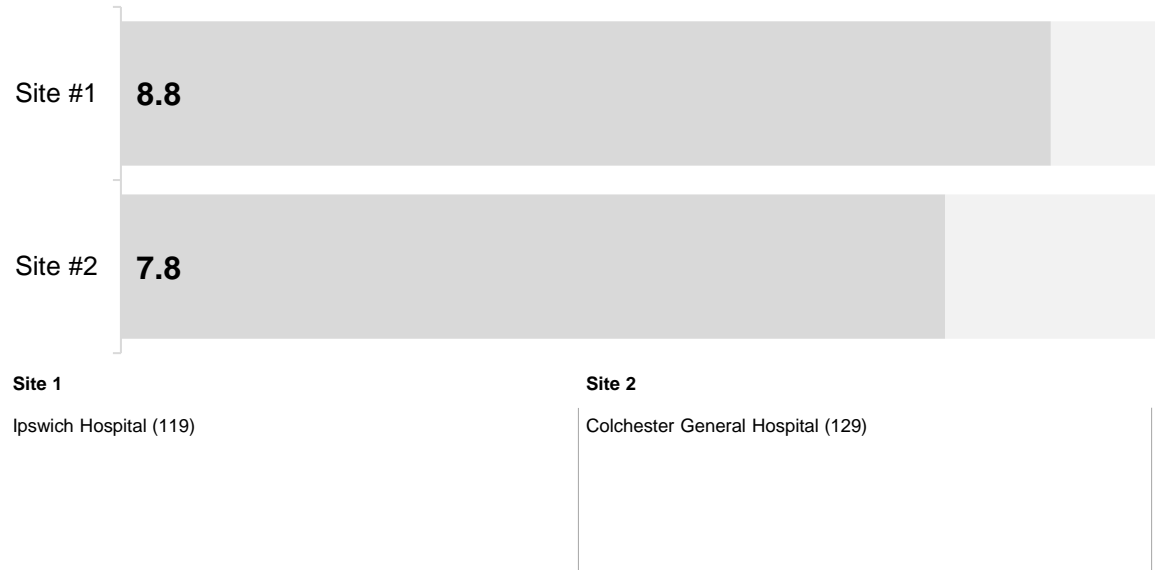 Site #1
8.8
Site #2
7.8
Site 1
Ipswich Hospital (119)
Site 2
Colchester General Hospital (129)